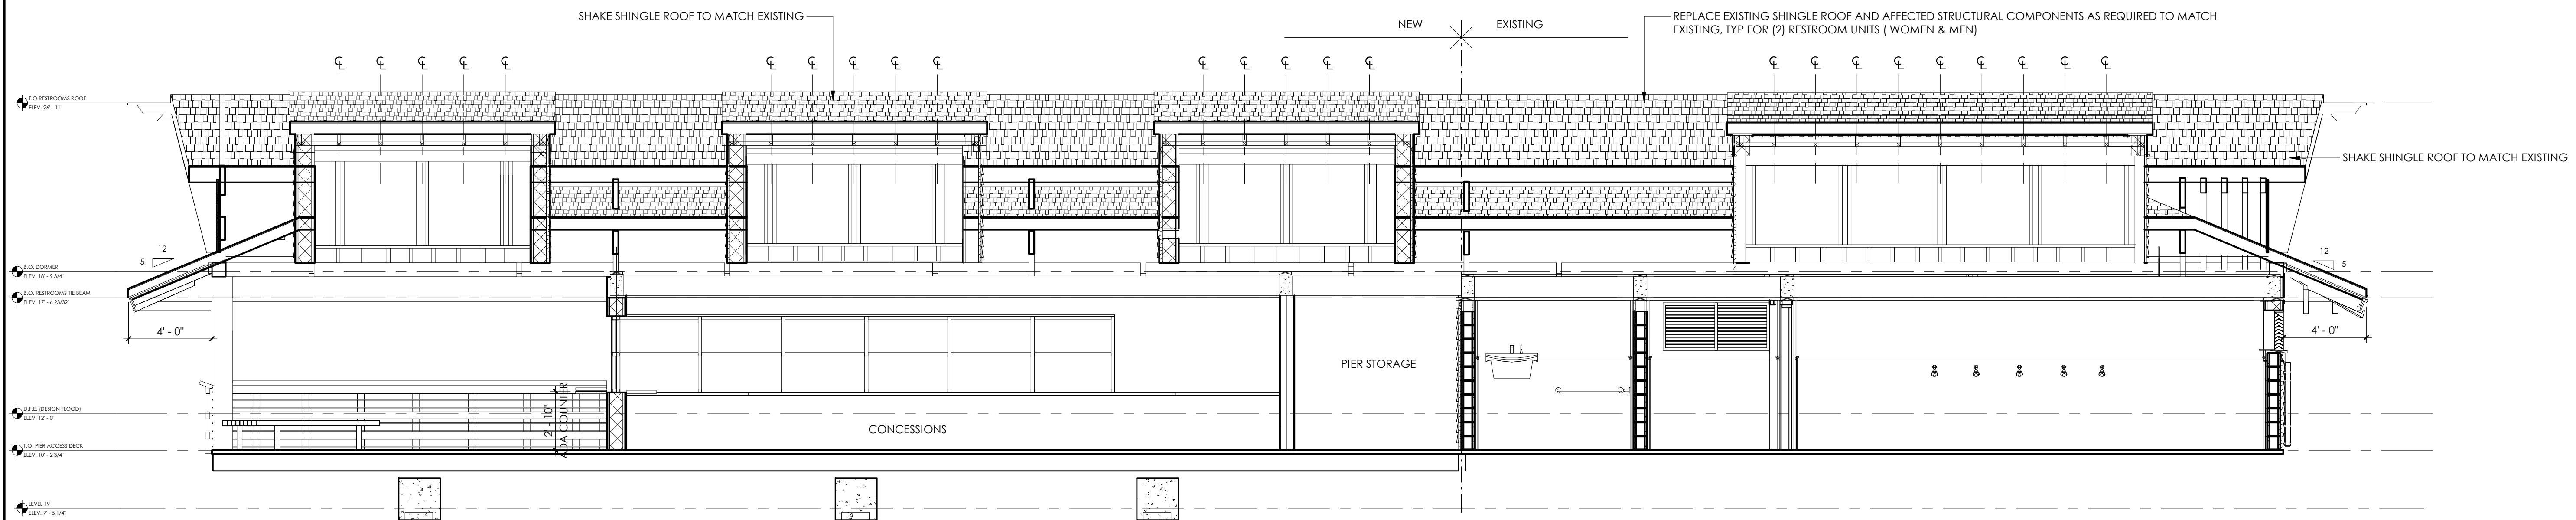 SHAKE SHINGLE ROOF TO MATCH EXISTING
NEW
EXISTING
REPLACE EXISTING SHINGLE ROOF AND AFFECTED STRUCTURAL COMPONENTS AS REQUIRED TO MATCH
EXISTING, TYP FOR (2) RESTROOM UNITS ( WOMEN & MEN)
T.O.RESTROOMS ROOF
ELEV. 26' - 11"
SHAKE SHINGLE ROOF TO MATCH EXISTING
12
5
12
5
B.O. DORMER
ELEV. 18' - 9 3/4"
B.O. RESTROOMS TIE BEAM
ELEV. 17' - 6 23/32"
4' - 0"
4' - 0"
PIER STORAGE
D.F.E. (DESIGN FLOOD)
ELEV. 12' - 0"
2' - 10"
ADA COUNTER
CONCESSIONS
T.O. PIER ACCESS DECK
ELEV. 10' - 2 3/4"
LEVEL 19
ELEV. 7' - 5 1/4"